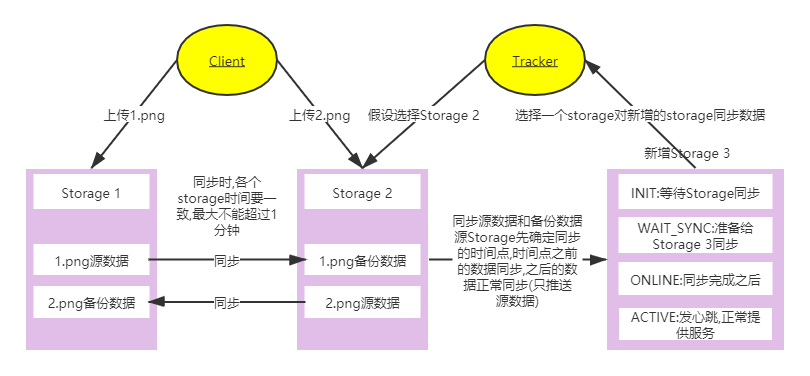 Client
Tracker
上传1.png
上传2.png
假设选择Storage 2
选择一个storage对新增的storage同步数据
新增Storage 3
Storage 1
1.png源数据
2.png备份数据
同步时,各个
storage时间要一
致,最大不能超过1
分钟
同步
同步
Storage 2
1.png备份数据
2.png源数据
同步源数据和备份数据
源Storage先确定同步
的时间点,时间点之前
的数据同步,之后的数
据正常同步(只推送
源数据)
INIT:等待Storage同步
WAIT_SYNC:准备给
Storage 3同步
ONLINE:同步完成之后
ACTIVE:发心跳,正常提
供服务